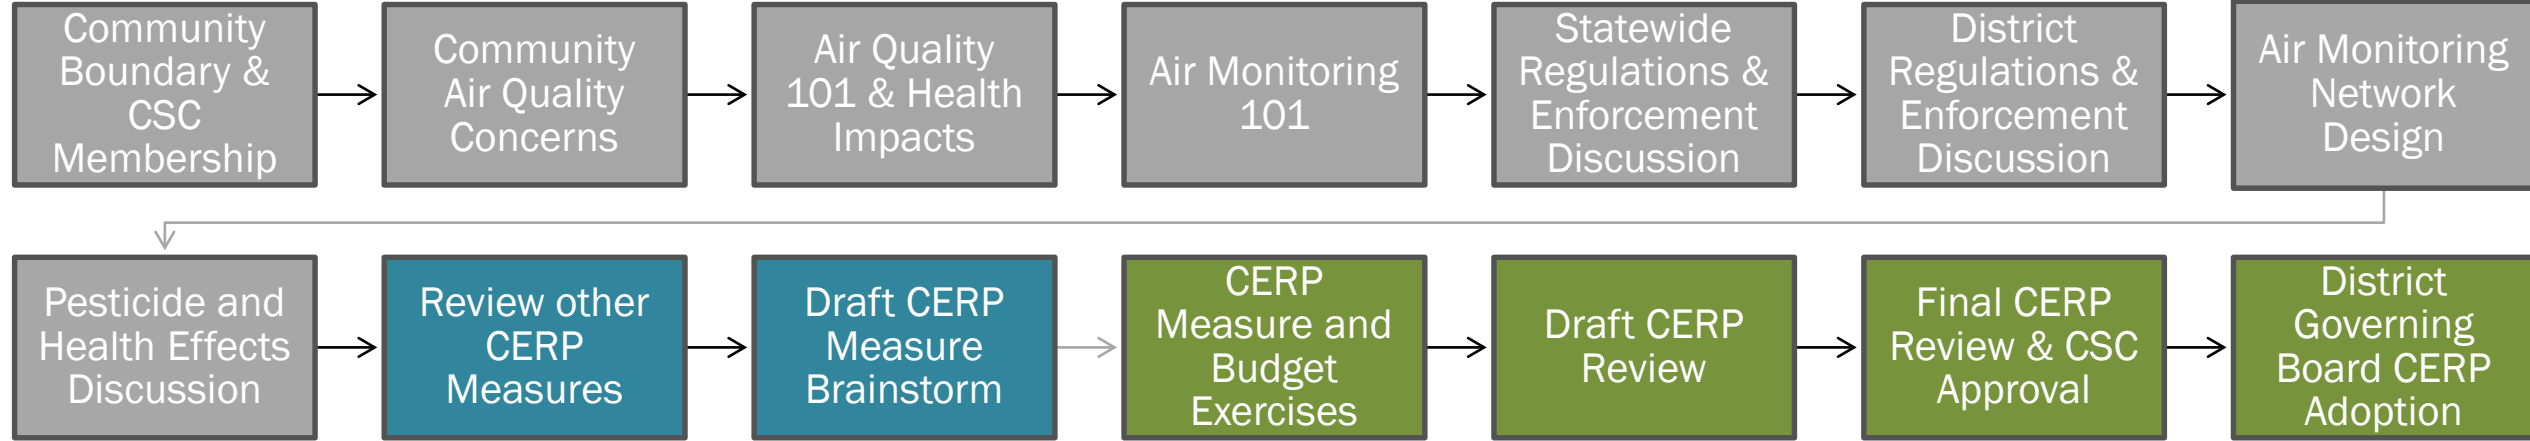 Community
Boundary &
CSC
Membership
Community
Air Quality
Concerns
Air Quality
101 & Health
Impacts
Air Monitoring
101
Statewide
Regulations &
Enforcement
Discussion
District
Regulations &
Enforcement
Discussion
Air Monitoring
Network
Design
Pesticide and
Health Effects
Discussion
Review other
CERP
Measures
Draft CERP
Measure
Brainstorm
CERP
Measure and
Budget
Exercises
Draft CERP
Review
Final CERP
Review & CSC
Approval
District
Governing
Board CERP
Adoption